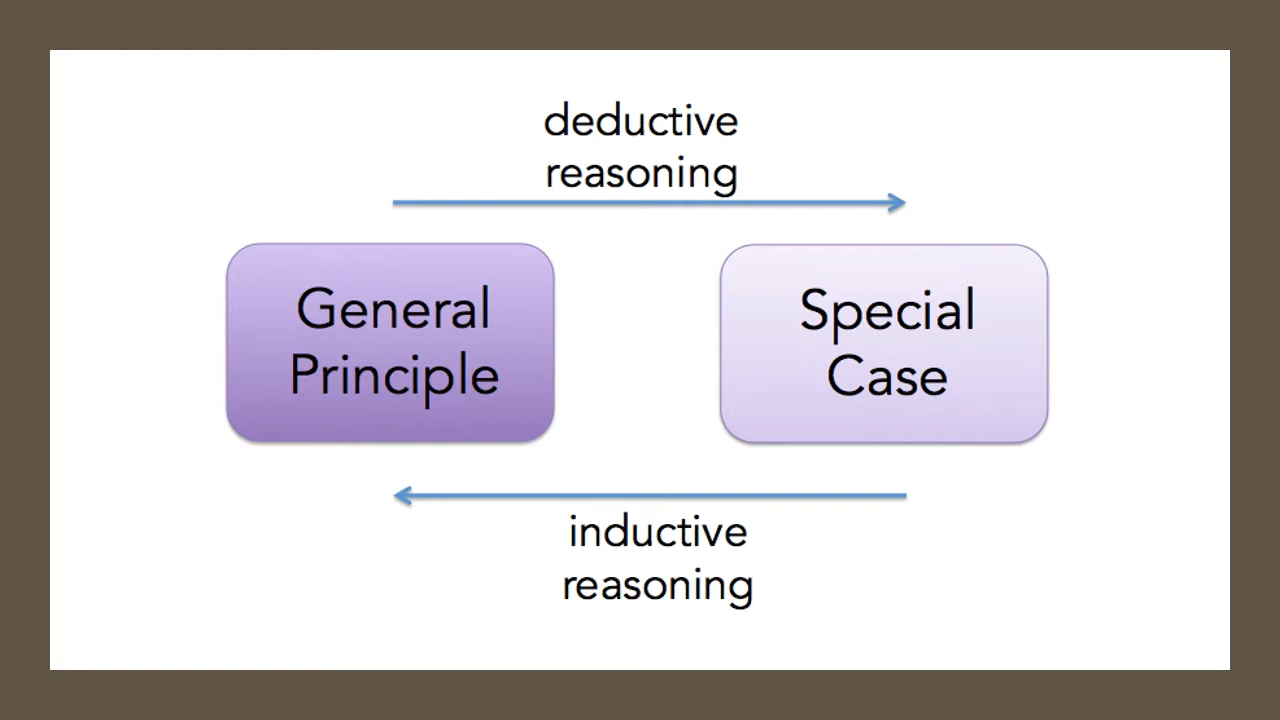 deductive
reasoning
General
Principle
Special
Case
inductive
reasoning